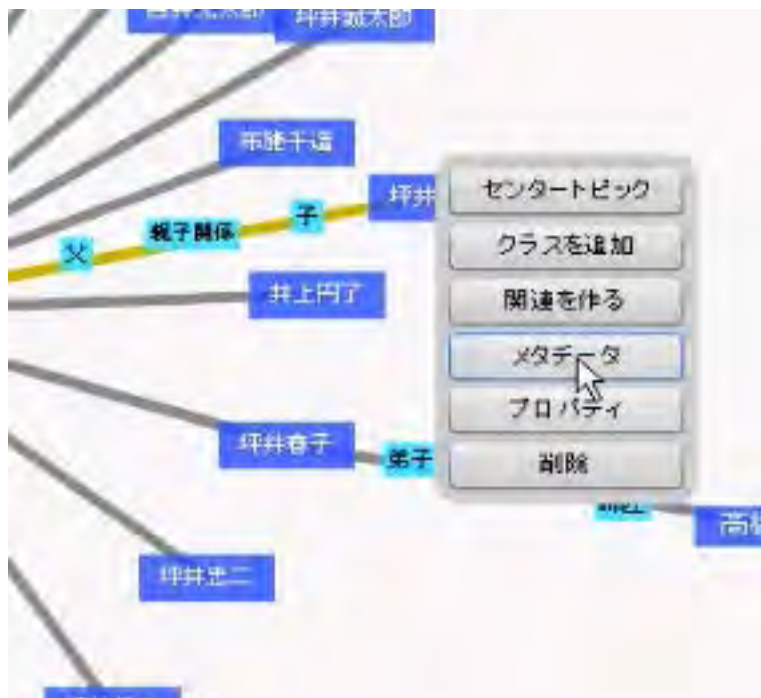 坪井誠太郎
布施千造
坪井
センタートピック
クラスを追加
関連を作る
メタデータ
プロパティ
削除
子
親子関係
父
井上円了
坪井春子
弟子
坪井忠二